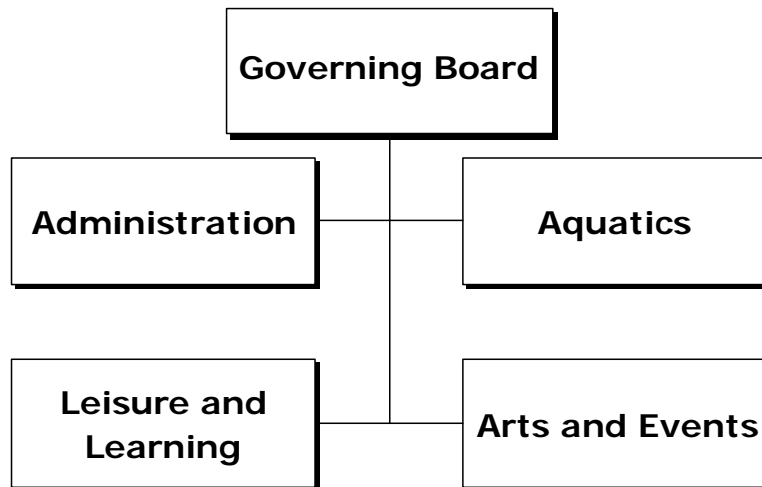 Governing Board
Administration
Aquatics
Leisure and
Learning
Arts and Events